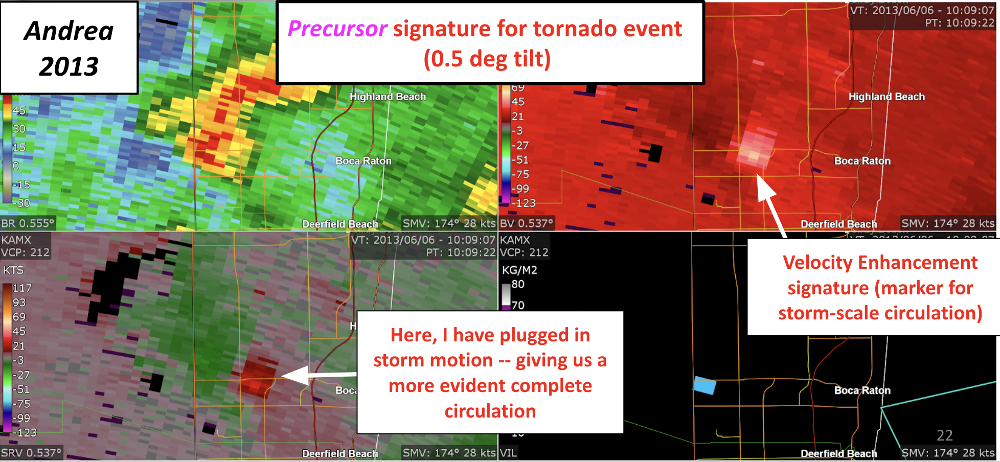 Andrea
2013
Precursor signature for tornado event
(0.5 deg tilt)
VT: 2013/06/06 - 10:09:07
PT: 10:09:22
45
30
15
0
-15
-30
Highland Beach
Boca Raton
Deerfield Beach
BR 0.555°
SMV: 174° 28 kts
69
45
21
-3
-27
-51
-75
-99
-123
Highland Beach
Boca Raton
Deerfield Beach
BV 0.537°
SMV: 174° 28 kts
Velocity Enhancement
signature (marker for
storm-scale circulation)
KAMX
VCP: 212
KTS
117
93
69
45
21
-3
-27
-51
-75
-99
-123
VT: 2013/06/06 - 10:09:07
PT: 10:09:22
Here, I have plugged in
storm motion -- giving us a
more evident complete
circulation
Deerfield Beach
SRV 0.537°
SMV: 174° 28 kts
KAMX
VCP: 212
KG/M2
80
70
Boca Raton
22
Deerfield Beach
VIL
SMV: 174° 28 kts